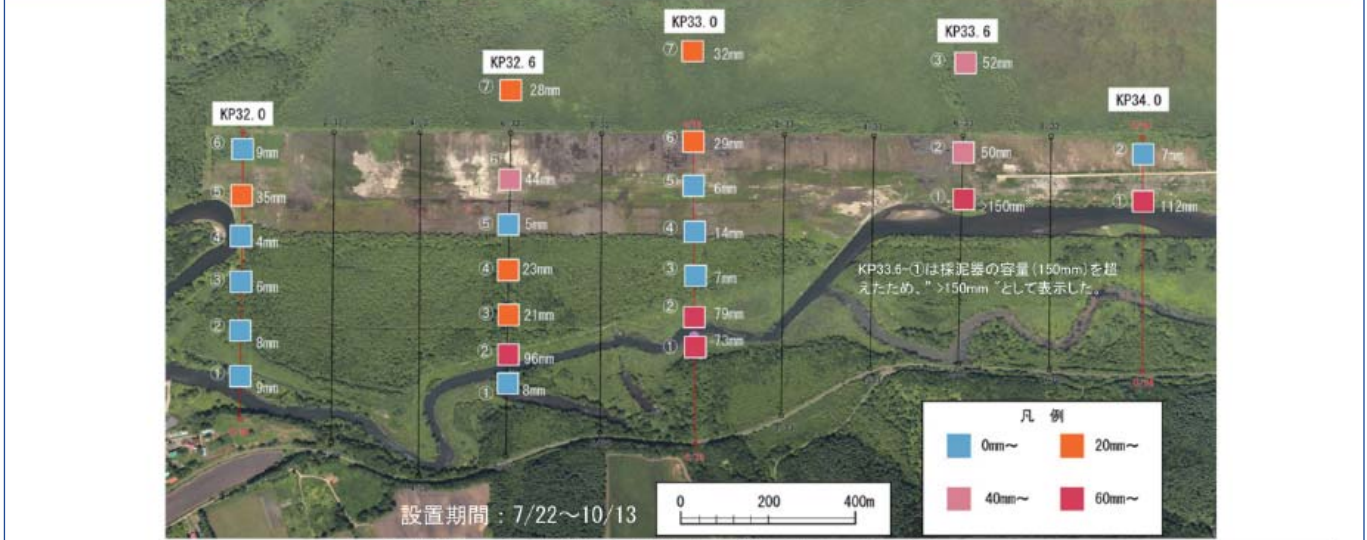 KP33.0
KP33.6
⑦ 32mm
③ 52mm
KP32.6
⑦ 28mm
KP34.0
KP32.0
⑥ 9mm
⑥ 29mm
② 50mm
② 7mm
44mm
⑤ 35mm
⑤ 6mm
① >150mm
① 112mm
⑤ 5mm
④ 14mm
④ 4mm
④ 23mm
③ 7mm
KP33.6-①は採泥器の容量(150mm)を超
えたため、" >150mm "として表示した。
③ 6mm
③ 21mm
② 79mm
② 8mm
① 73mm
② 96mm
① 9mm
① 8mm
凡 例
0mm～ 20mm～
40mm～ 60mm～
0 200 400m
設置期間：7/22～10/13